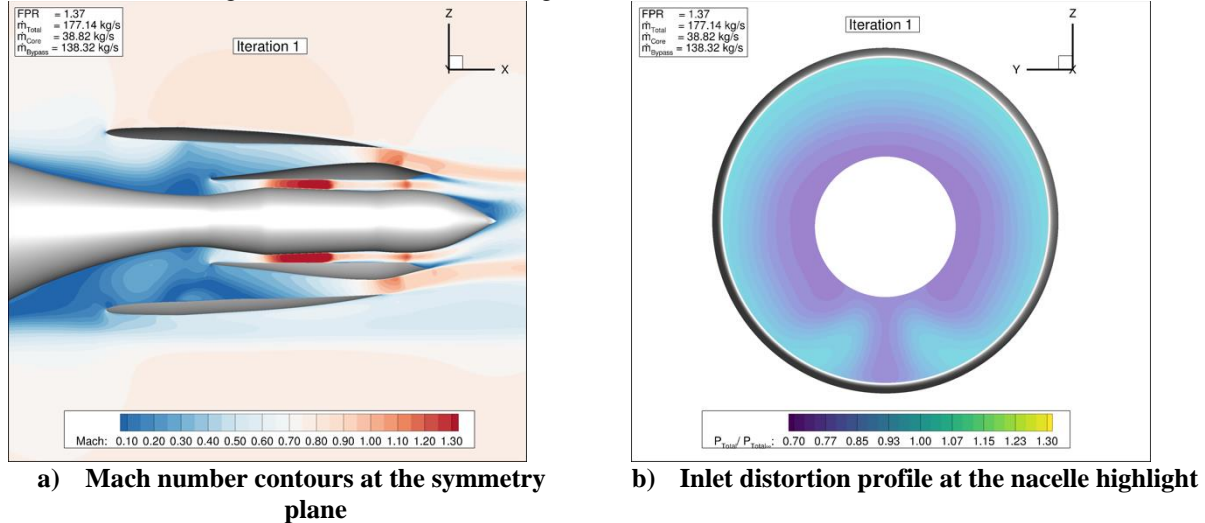 FPR = 1.37
ṁTotal = 177.14 kg/s
ṁCore = 38.82 kg/s
ṁBypass = 138.32 kg/s
Iteration 1
Z
Y X
Mach: 0.10 0.20 0.30 0.40 0.50 0.60 0.70 0.80 0.90 1.00 1.10 1.20 1.30
a) Mach number contours at the symmetry
plane
FPR = 1.37
ṁTotal = 177.14 kg/s
ṁCore = 38.82 kg/s
ṁBypass = 138.32 kg/s
Iteration 1
Z
Y X
PTotal / PTotal∞: 0.70 0.77 0.85 0.93 1.00 1.07 1.15 1.23 1.30
b) Inlet distortion profile at the nacelle highlight